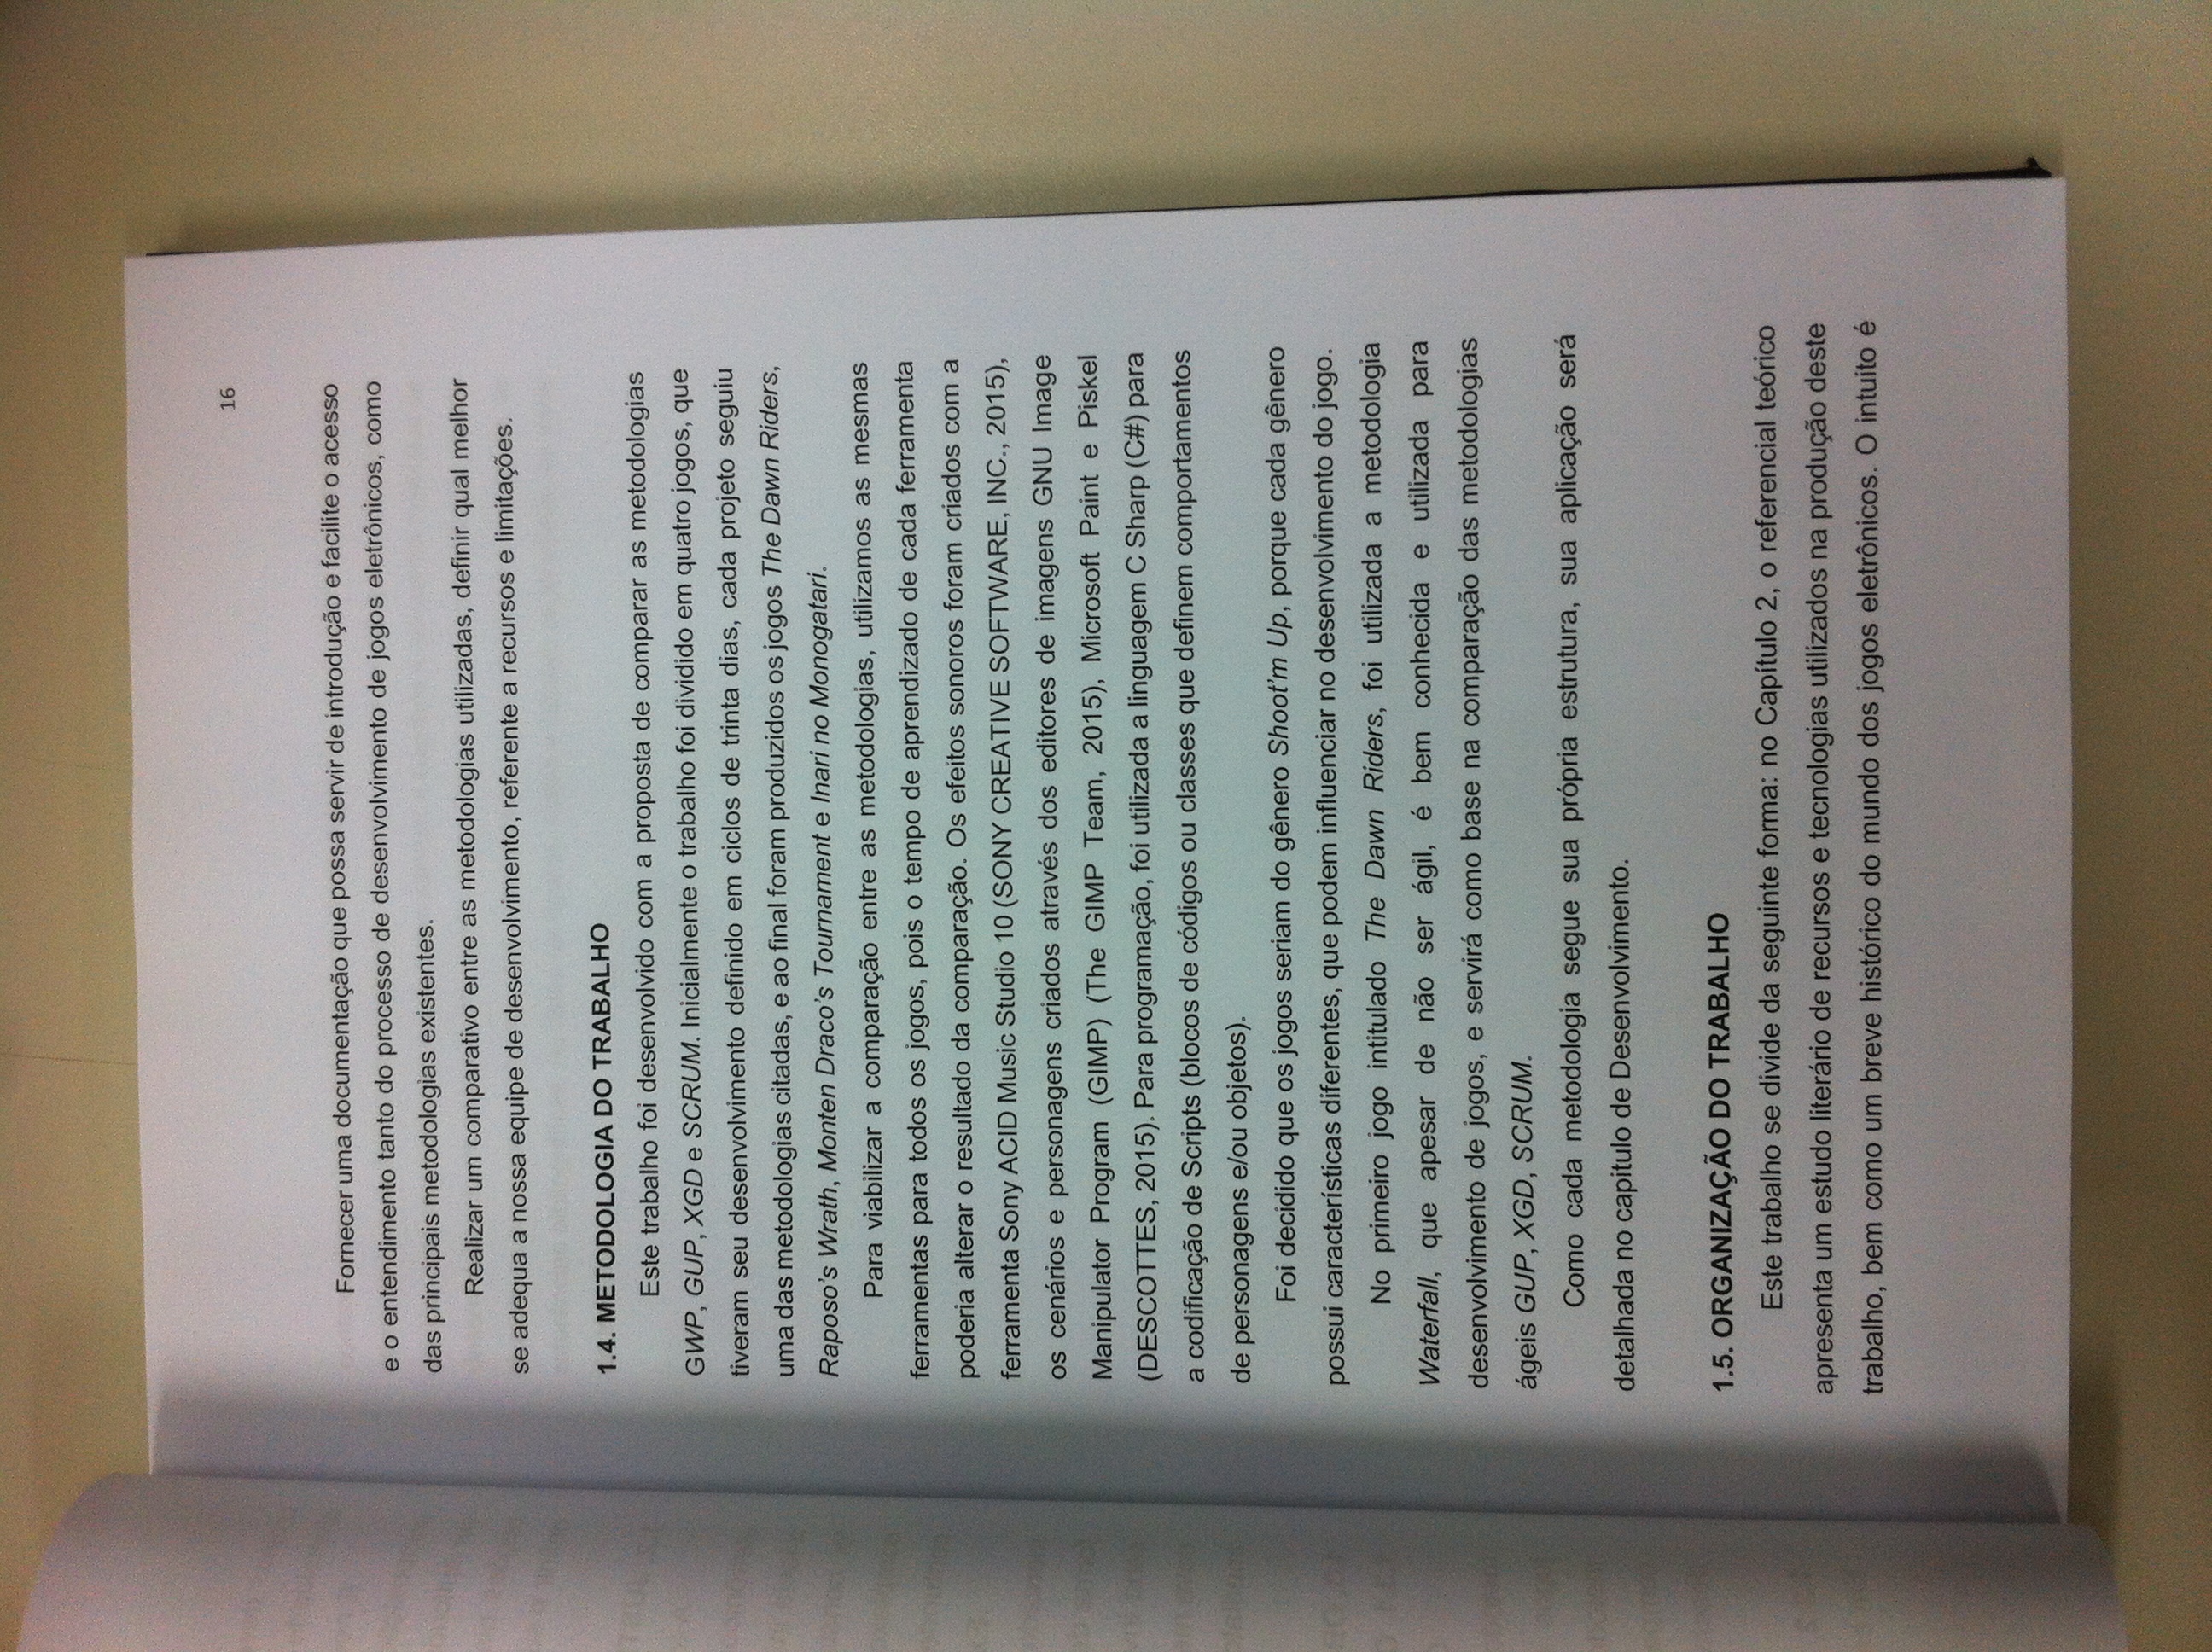 16
Fornecer uma documentação que possa servir de introdução e facilite o acesso
e o entendimento tanto do processo de desenvolvimento de jogos eletrônicos, como
das principais metodologias existentes.
Realizar um comparativo entre as metodologias utilizadas, definir qual melhor
se adequa a nossa equipe de desenvolvimento, referente a recursos e limitações.
1.4. METODOLOGIA DO TRABALHO
Este trabalho foi desenvolvido com a proposta de comparar as metodologias
GWP, GUP, XGD e SCRUM. Inicialmente o trabalho foi dividido em quatro jogos, que
tiveram seu desenvolvimento definido em ciclos de trinta dias, cada projeto seguiu
uma das metodologias citadas, e ao final foram produzidos os jogos The Dawn Riders,
Raposo's Wrath, Monten Draco's Tournament e Inari no Monogatari.
Para viabilizar a comparação entre as metodologias, utilizamos as mesmas
ferramentas para todos os jogos, pois o tempo de aprendizado de cada ferramenta
poderia alterar o resultado da comparação. Os efeitos sonoros foram criados com a
ferramenta Sony ACID Music Studio 10 (SONY CREATIVE SOFTWARE, INC., 2015),
os cenários e personagens criados através dos editores de imagens GNU Image
Manipulator Program (GIMP) (The GIMP Team, 2015), Microsoft Paint e Piskel
(DESCOTTES, 2015). Para programação, foi utilizada a linguagem C Sharp (C#) para
a codificação de Scripts (blocos de códigos ou classes que definem comportamentos
de personagens e/ou objetos).
Foi decidido que os jogos seriam do gênero Shoot'm Up, porque cada gênero
possui características diferentes, que podem influenciar no desenvolvimento do jogo.
No primeiro jogo intitulado The Dawn Riders, foi utilizada a metodologia
Waterfall, que apesar de não ser ágil, é bem conhecida e utilizada para
desenvolvimento de jogos, e servirá como base na comparação das metodologias
ágeis GUP, XGD, SCRUM.
Como cada metodologia segue sua própria estrutura, sua aplicação será
detalhada no capitulo de Desenvolvimento.
1.5. ORGANIZAÇÃO DO TRABALHO
Este trabalho se divide da seguinte forma: no Capítulo 2, o referencial teórico
apresenta um estudo literário de recursos e tecnologias utilizados na produção deste
trabalho, bem como um breve histórico do mundo dos jogos eletrônicos. O intuito é